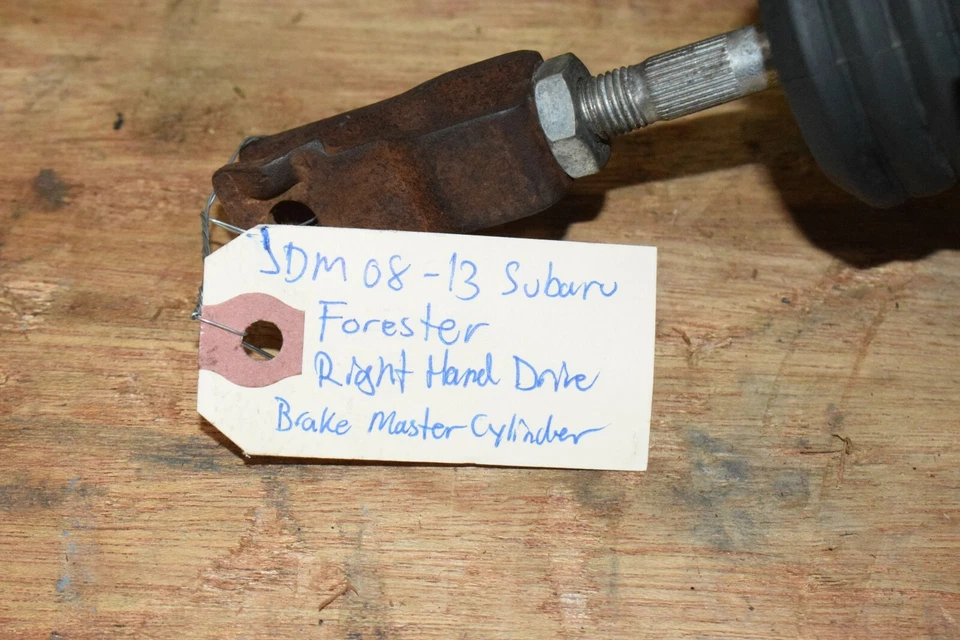 JDM 08-13 Subaru
Forester
Right Hand Drive
Brake Master Cylinder